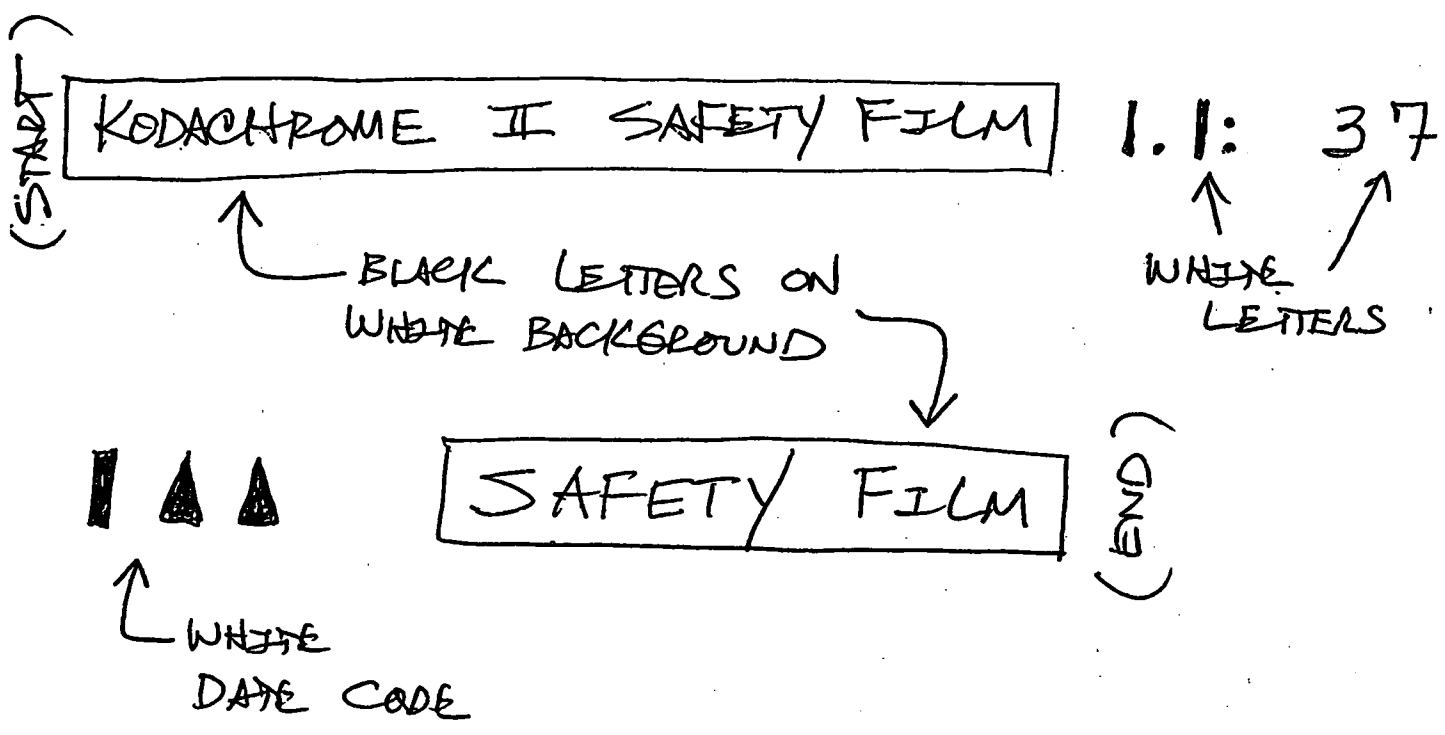 (START)
KODACHROME II SAFETY FILM 1.1: 37
BLACK LETTERS ON
WHITE BACKGROUND
WHITE
LETTERS
SAFETY FILM
(END)
WHITE
DATE CODE